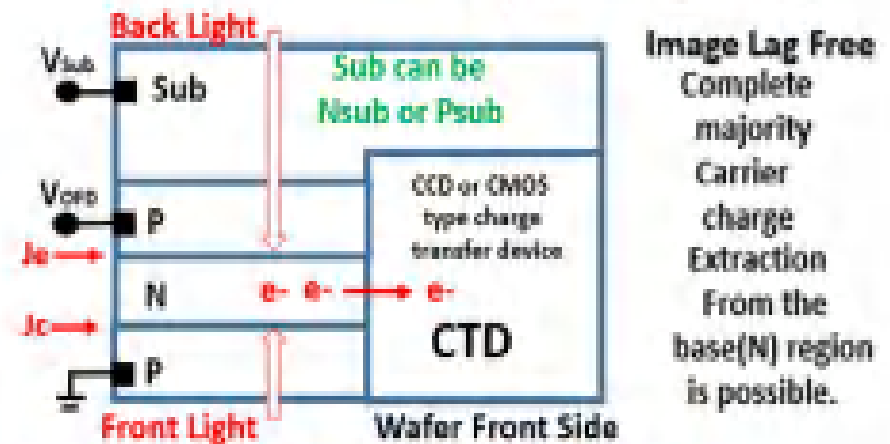 Back Light
VSub
Sub
Sub can be
Nsub or Psub
VOFD
P
Je
N
e- e- e-
Jc
P
CCD or CMOS
type charge
transfer device
CTD
Front Light
Wafer Front Side
Image Lag Free
Complete
majority
Carrier
charge
Extraction
From the
base(N) region
is possible.